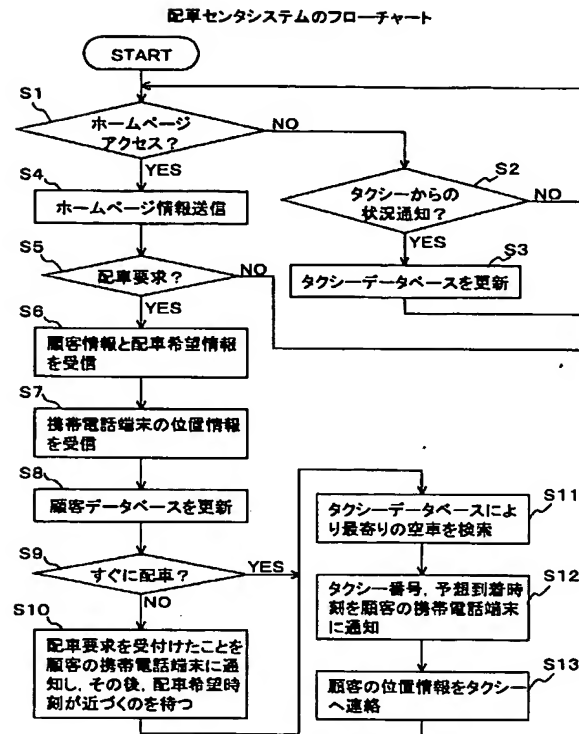 配車センタシステムのフローチャート
START
S1
ホームページ
アクセス？
NO
YES
S2
タクシーからの
状況通知？
NO
YES
S3
タクシーデータベースを更新
S4
ホームページ情報送信
S5
配車要求？
NO
YES
S6
顧客情報と配車希望情報
を受信
S7
携帯電話端末の位置情報
を受信
S8
顧客データベースを更新
S9
すぐに配車？
YES
NO
S10
配車要求を受付けたことを
顧客の携帯電話端末に通
知し，その後，配車希望時
刻が近づくのを待つ
S11
タクシーデータベースによ
り最寄りの空車を検索
S12
タクシー番号，予想到着時
刻を顧客の携帯電話端末
に通知
S13
顧客の位置情報をタクシー
へ連絡